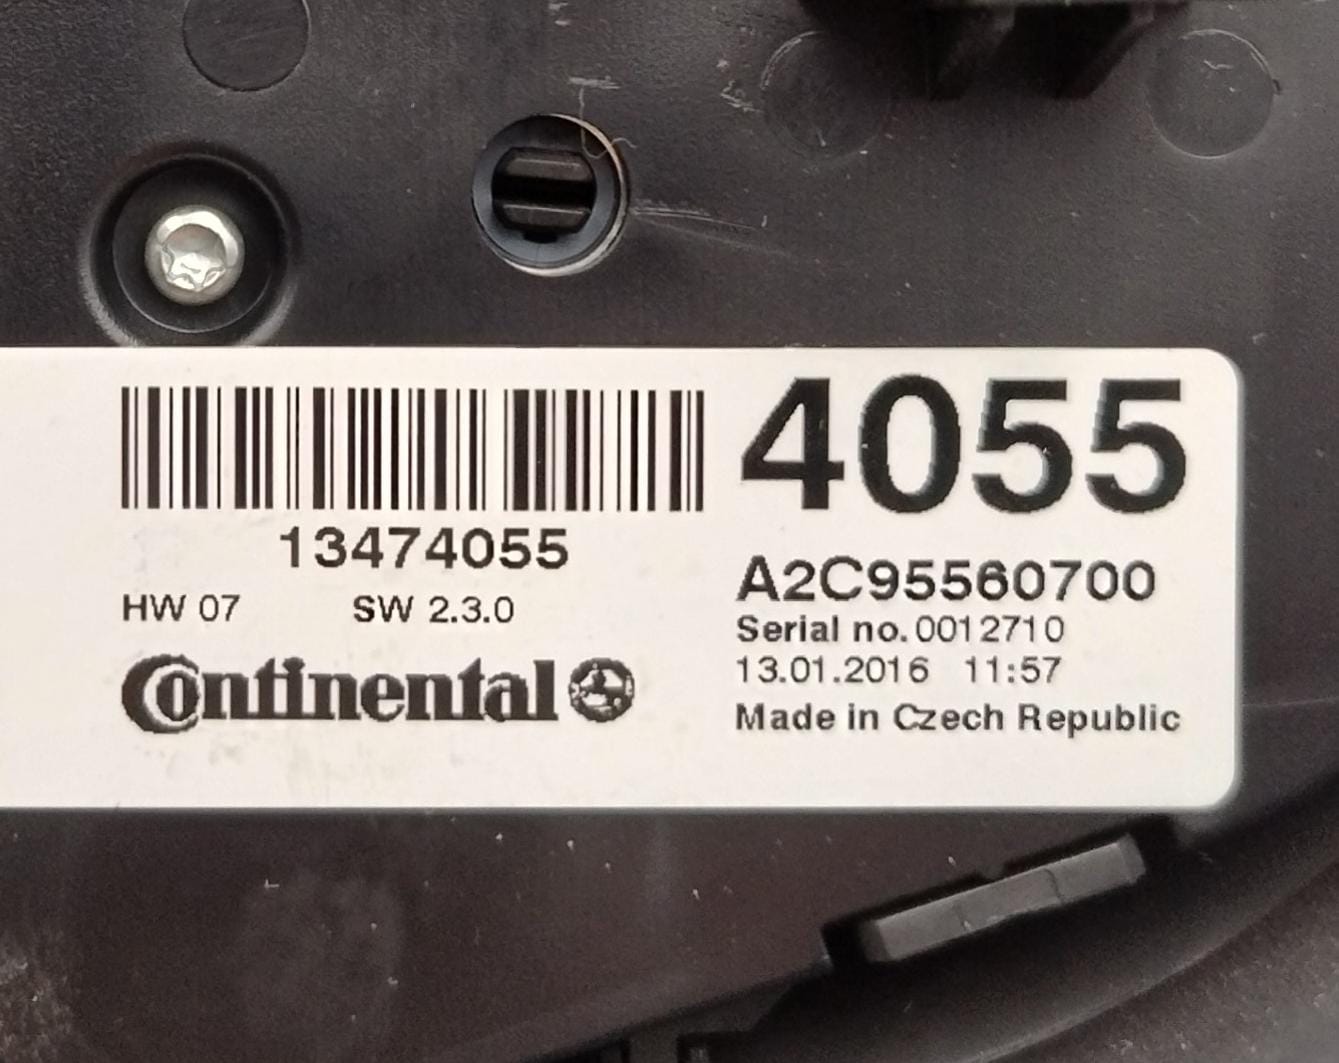 4055
13474055
HW 07 SW 2.3.0
Continental
A2C95560700
Serial no. 0012710
13.01.2016 11:57
Made in Czech Republic